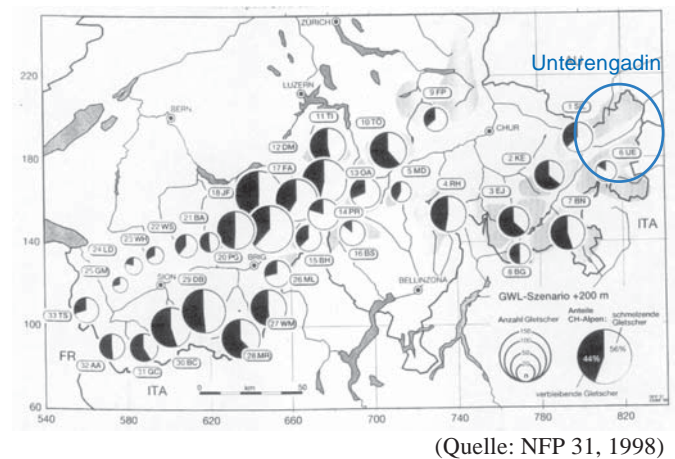 ZÜRICH
220
Unterengadin
LUZERN
9 FP
BERN
11 TI
10 TO
CHUR
6 UE
180
12 DM
17 FA
13 OA
5 MD
2 KE
18 JF
4 RH
3 EJ
7 BN
21 BA
14 PR
22 WS
23 WH
ITA
140
24 LD
20 PG
BRIG
15 BH
16 BS
8 BG
25 GM
SION
29 DB
26 ML
BELLINZONA
GWL-Szenario +200 m
33 TS
Anzahl Gletscher
Anteile
CH-Alpen:
schmelzende
Gletscher
100
27 WM
150
100
50
44%
56%
FR
28 MR
32 AA
31 GC
30 BC
ITA
verbleibende Gletscher
0
km
50
60
540
580
620
660
700
740
780
820
(Quelle: NFP 31, 1998)